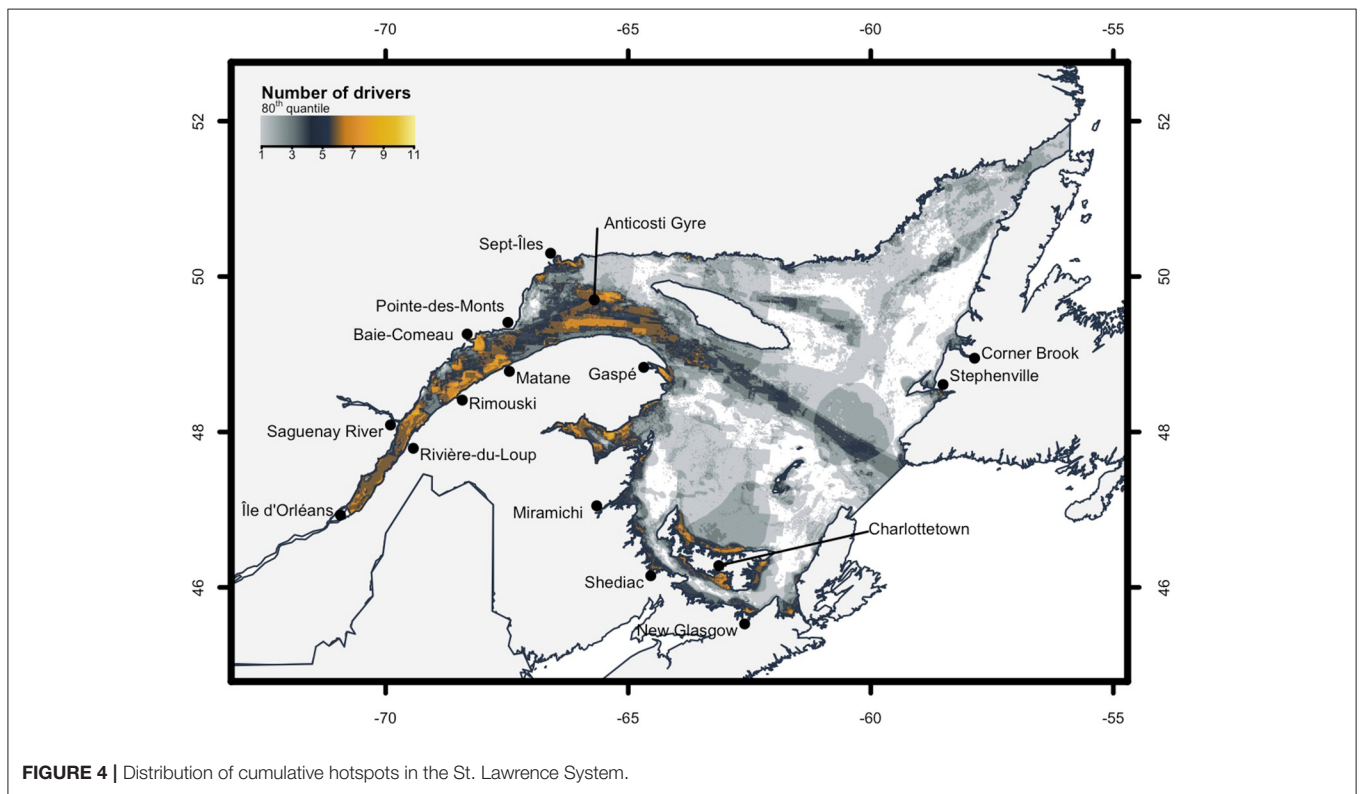 -70 -65 -60 -55
Number of drivers
80th quantile
1 3 5 7 9 11
52 52
Anticosti Gyre
Sept-Îles
50 50
Pointe-des-Monts
Baie-Comeau
Corner Brook
Gaspé
Matane
Stephenville
Rimouski
Saguenay River
48 48
Rivière-du-Loup
Île d'Orléans
Miramichi
Charlottetown
Shediac
46 46
New Glasgow
-70 -65 -60 -55
FIGURE 4 | Distribution of cumulative hotspots in the St. Lawrence System.